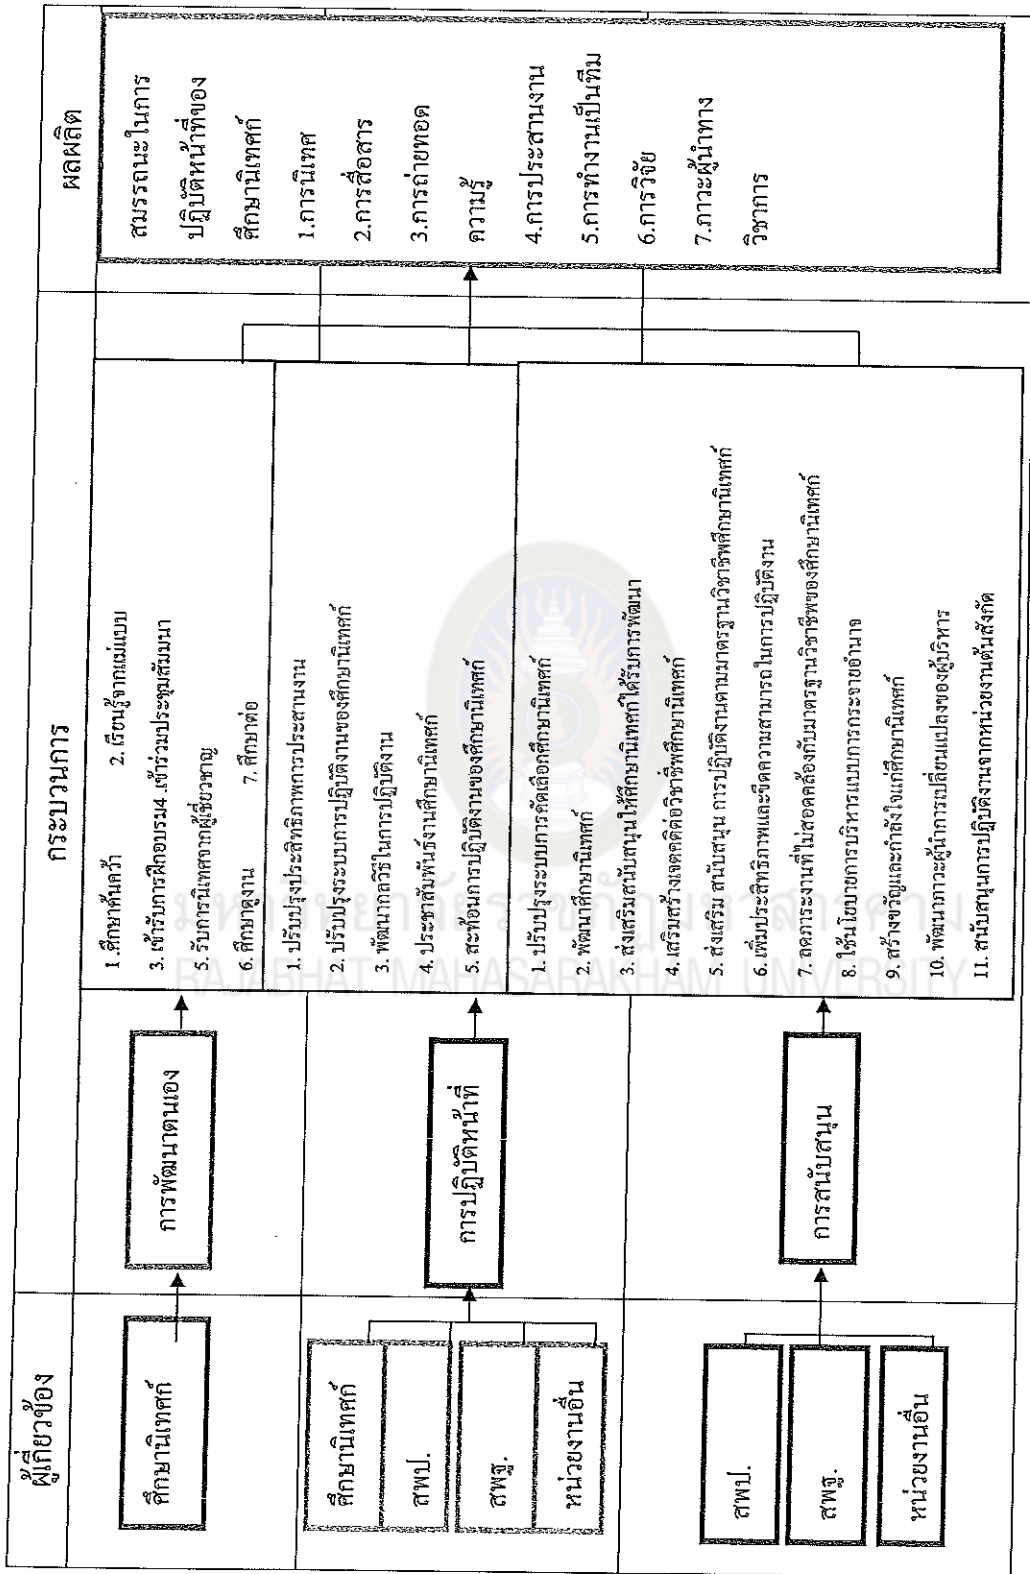 ผู้เกี่ยวข้อง
กระบวนการ
ผลผลิต
ศึกษานิเทศก์
การพัฒนาตนเอง
1.ศึกษาค้นคว้า 2. เรียนรู้จากแม่แบบ
3. เข้ารับการฝึกอบรม4.เข้าร่วมประชุมสัมมนา
5. รับการนิเทศจากผู้เชี่ยวชาญ
6. ศึกษาดูงาน 7. ศึกษาต่อ
ศึกษานิเทศก์
สพป.
สพฐ.
หน่วยงานอื่น
การปฏิบัติหน้าที่
1. ปรับปรุงประสิทธิภาพการประสานงาน
2. ปรับปรุงระบบการปฏิบัติงานของศึกษานิเทศก์
3. พัฒนากลวิธีในการปฏิบัติงาน
4. ประชาสัมพันธ์งานศึกษานิเทศก์
5. สะท้อนการปฏิบัติงานของศึกษานิเทศก์
สพป.
สพฐ.
หน่วยงานอื่น
การสนับสนุน
1. ปรับปรุงระบบการคัดเลือกศึกษานิเทศก์
2. พัฒนาศึกษานิเทศก์
3. ส่งเสริมสนับสนุนให้ศึกษานิเทศก์ได้รับการพัฒนา
4. เสริมสร้างเจตคติต่อวิชาชีพศึกษานิเทศก์
5. ส่งเสริม สนับสนุน การปฏิบัติงานตามมาตรฐานวิชาชีพศึกษานิเทศก์
6. เพิ่มประสิทธิภาพและขีดความสามารถในการปฏิบัติงาน
7. ลดภาระงานที่ไม่สอดคล้องกับมาตรฐานวิชาชีพของศึกษานิเทศก์
8. ใช้นโยบายการบริหารแบบการกระจายอำนาจ
9. สร้างขวัญและกำลังใจแก่ศึกษานิเทศก์
10. พัฒนาภาวะผู้นำการเปลี่ยนแปลงของผู้บริหาร
11. สนับสนุนการปฏิบัติงานจากหน่วยงานต้นสังกัด
สมรรถนะในการ
ปฏิบัติหน้าที่ของ
ศึกษานิเทศก์
1.การนิเทศ
2.การสื่อสาร
3.การถ่ายทอด
ความรู้
4.การประสานงาน
5.การทำงานเป็นทีม
6.การวิจัย
7.ภาวะผู้นำทาง
วิชาการ
มหาวิทยาลัยราชภัฏมหาสารคาม
RAJABHAT MAHASARAKHAM UNIVERSITY